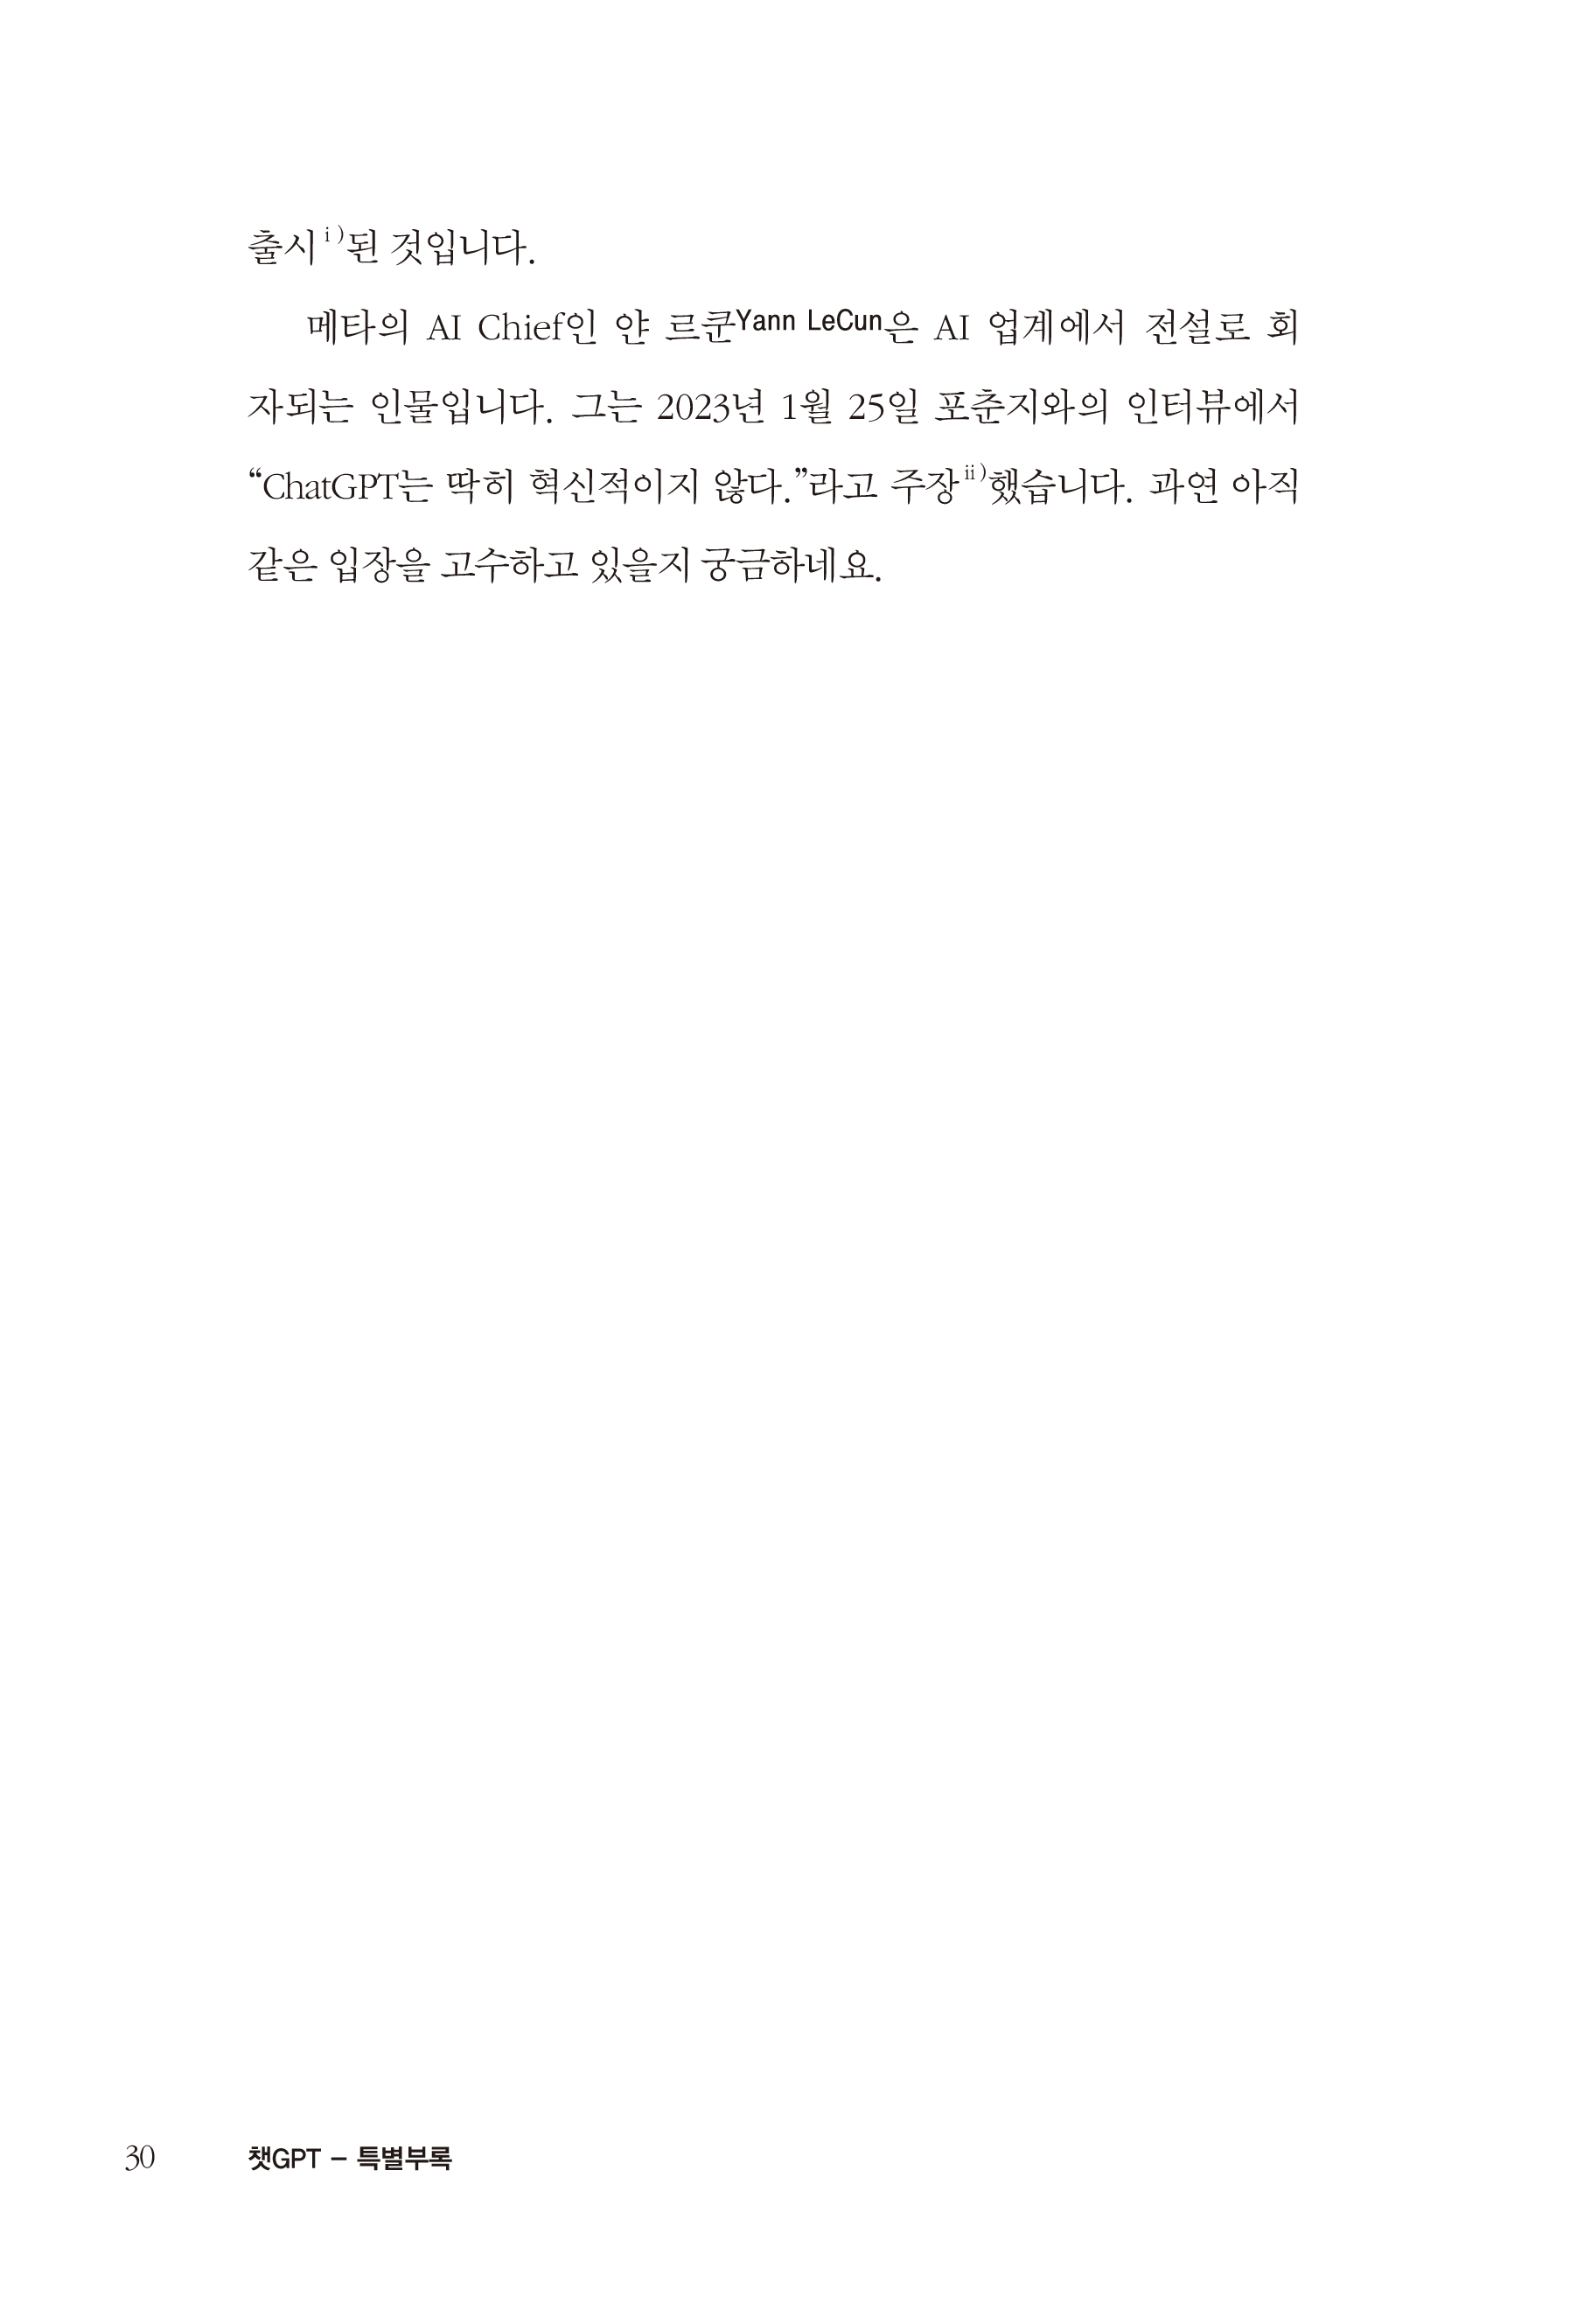 출시ⅰ)된 것입니다.
메타의 AI Chief인 얀 르쿤Yann LeCun은 AI 업계에서 전설로 회
자되는 인물입니다. 그는 2023년 1월 25일 포춘지와의 인터뷰에서
“ChatGPT는 딱히 혁신적이지 않다.”라고 주장ⅱ)했습니다. 과연 아직
같은 입장을 고수하고 있을지 궁금하네요.
30 챗GPT – 특별부록